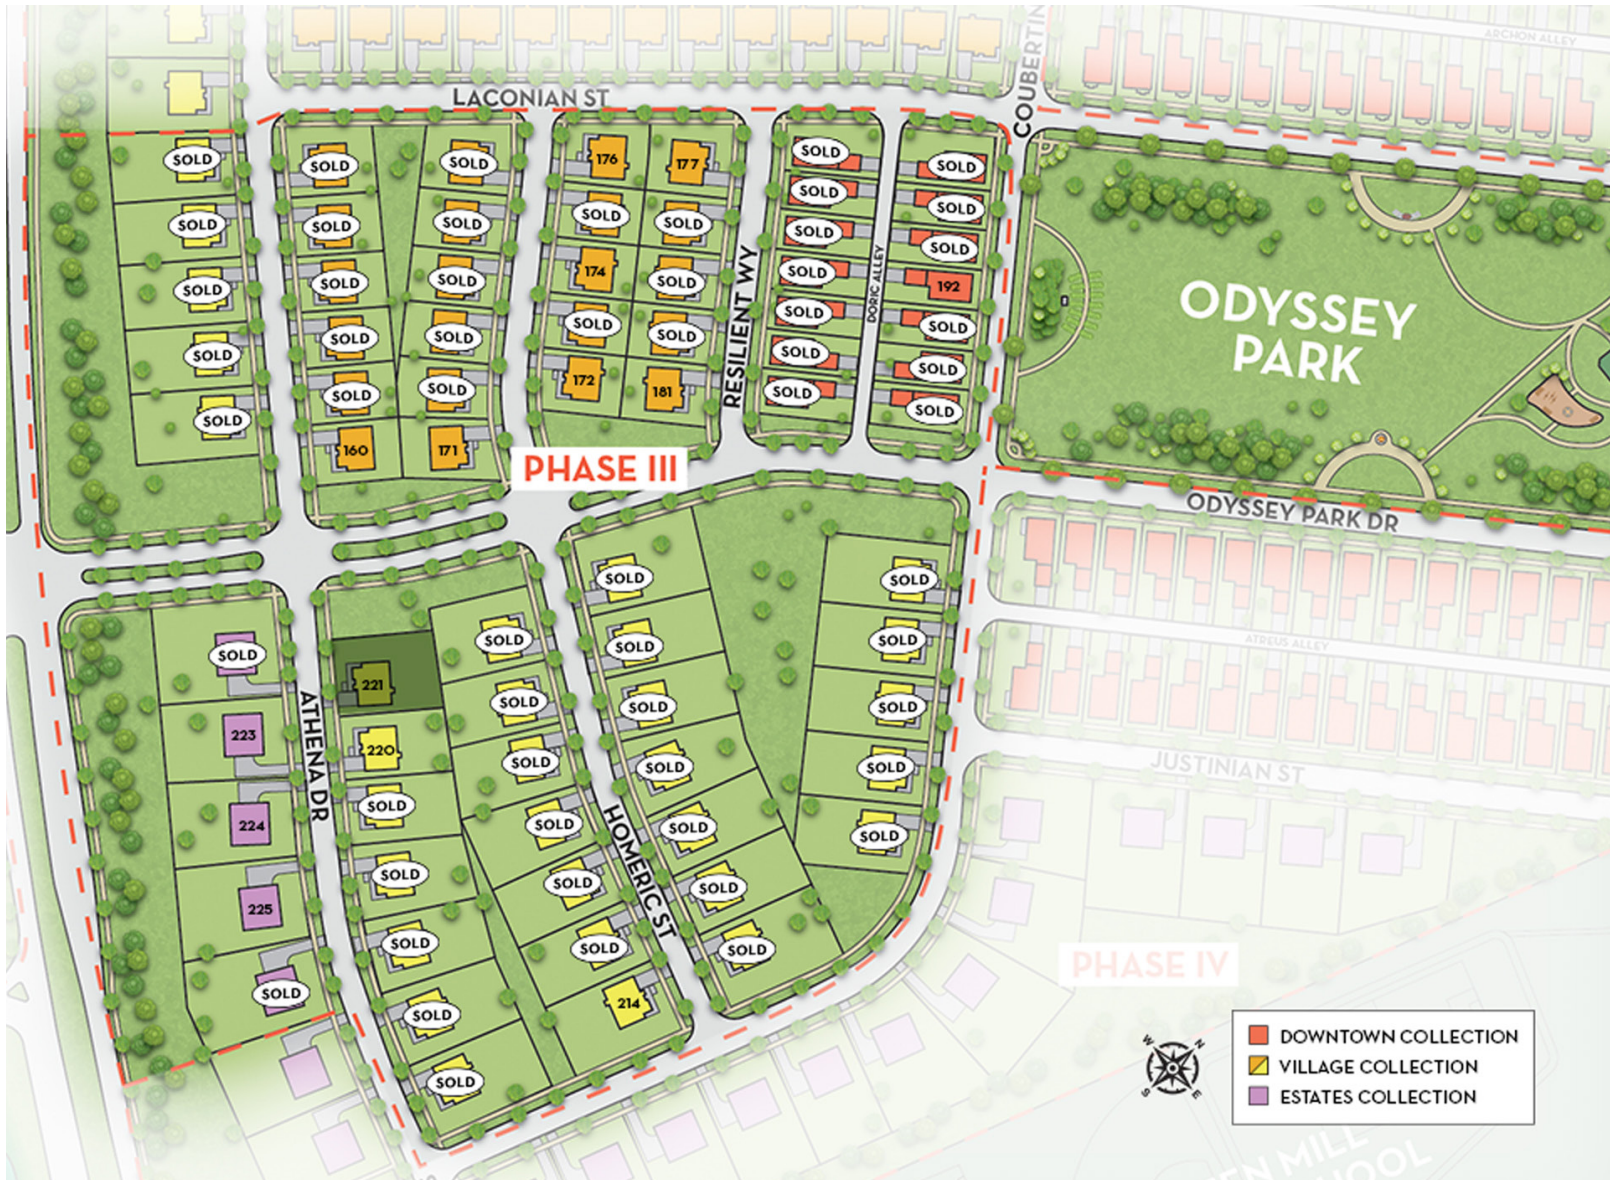 COUBERTIN
ARCHON ALLEY
LACONIAN ST
SOLD
SOLD
SOLD
176
177
SOLD
SOLD
SOLD
SOLD
SOLD
SOLD
SOLD
SOLD
SOLD
SOLD
SOLD
SOLD
SOLD
SOLD
174
SOLD
SOLD
192
SOLD
SOLD
SOLD
SOLD
SOLD
SOLD
SOLD
SOLD
SOLD
SOLD
SOLD
172
181
SOLD
SOLD
SOLD
SOLD
160
171
RESILIENT WY
DORIC ALLEY
ODYSSEY
PARK
PHASE III
ODYSSEY PARK DR
SOLD
SOLD
SOLD
SOLD
SOLD
SOLD
ATREUS ALLEY
SOLD
221
SOLD
SOLD
SOLD
223
220
SOLD
SOLD
SOLD
JUSTINIAN ST
ATHENA DR
224
SOLD
SOLD
SOLD
SOLD
HOMERIC ST
SOLD
SOLD
SOLD
225
SOLD
SOLD
SOLD
SOLD
SOLD
214
SOLD
PHASE IV
N
W
E
S
DOWNTOWN COLLECTION
VILLAGE COLLECTION
ESTATES COLLECTION
MILL